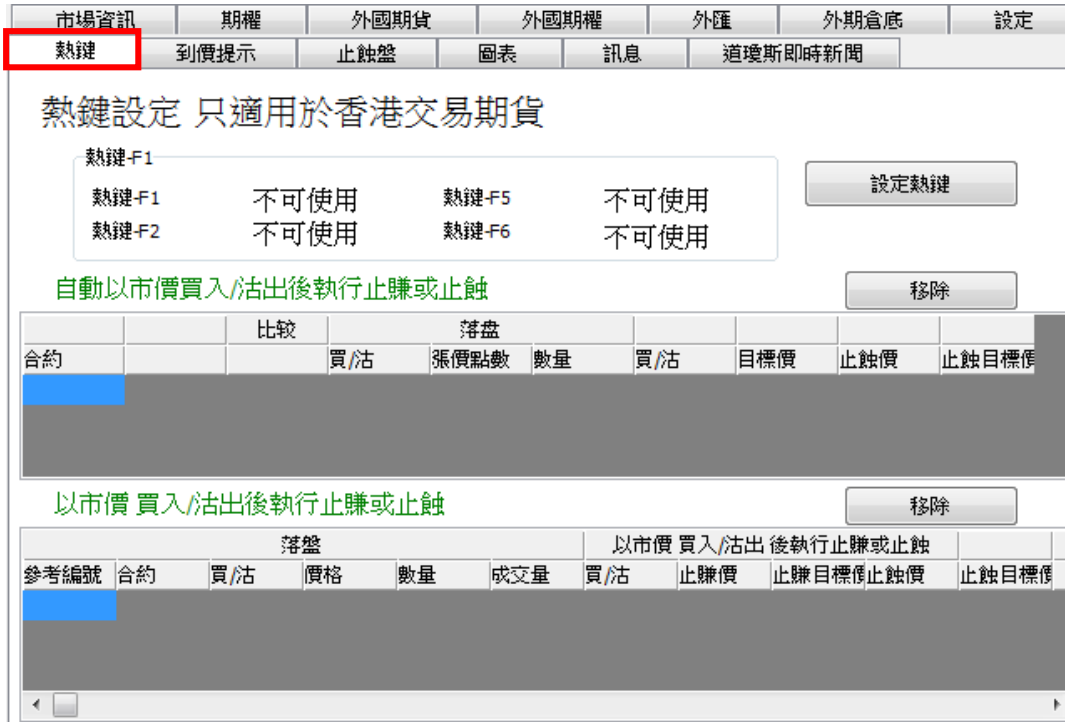 市場資訊 期權 外國期貨 外國期權 外匯 外期倉底 設定
熱鍵 到價提示 止蝕盤 圖表 訊息 道瓊斯即時新聞
熱鍵設定 只適用於香港交易期貨
熱鍵-F1
熱鍵-F1 不可使用 熱鍵-F5 不可使用 設定熱鍵
熱鍵-F2 不可使用 熱鍵-F6 不可使用
自動以市價買入/沽出後執行止賺或止蝕 移除
比较 落盘
合約 買/沽 張價點數 數量 買/沽 目標價 止蝕價 止蝕目標價
以市價 買入/沽出後執行止賺或止蝕 移除
落盤 以市價 買入/沽出 後執行止賺或止蝕
參考編號 合約 買/沽 價格 數量 成交量 買/沽 止賺價 止賺目標價 止蝕價 止蝕目標價